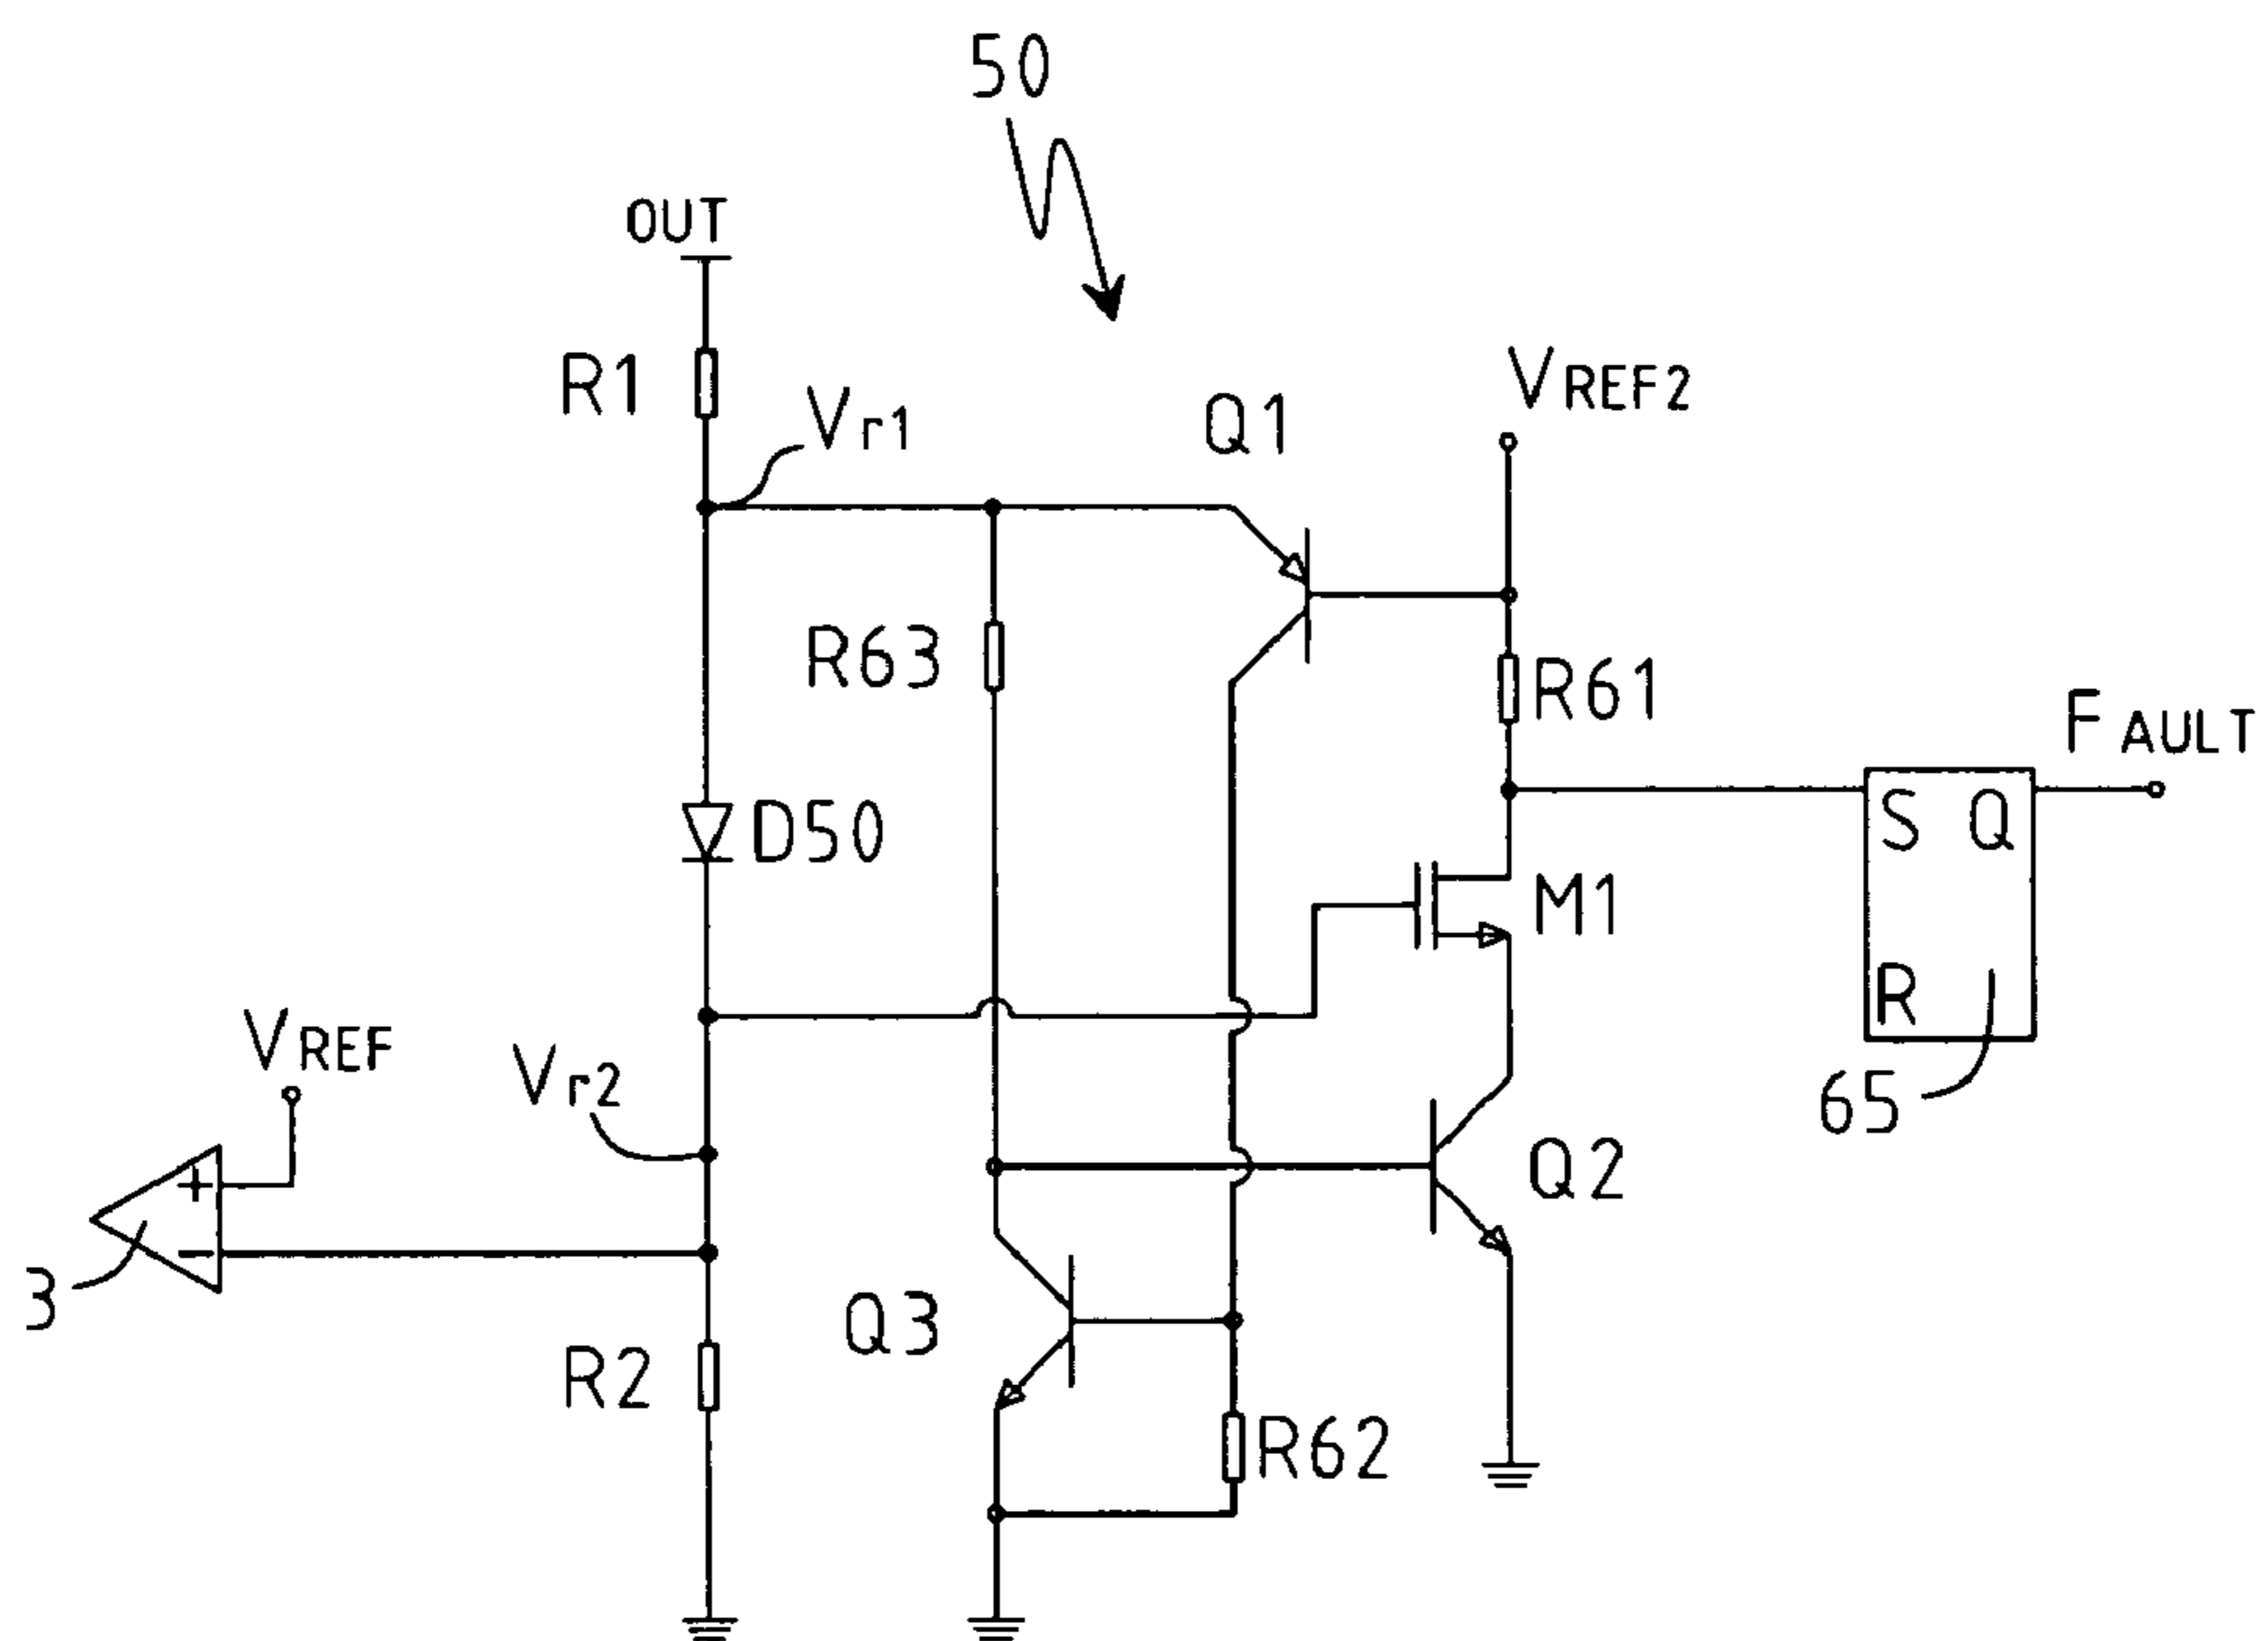 50
OUT
R1
Vr1
Q1
VREF2
R63
R61
FAULT
D50
S Q
M1
R
VREF
Vr2
65
+
Q2
−
3
Q3
R2
R62